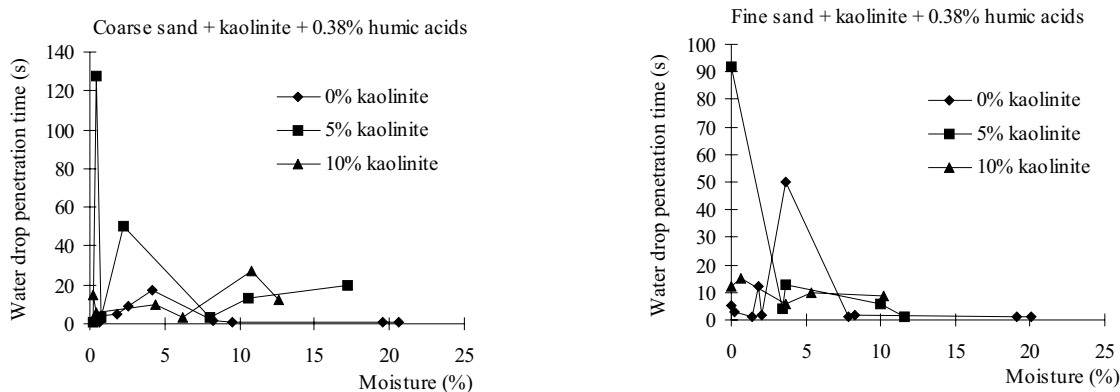 Coarse sand + kaolinite + 0.38% humic acids
Water drop penetration time (s)
140
120
100
80
60
40
20
0
0% kaolinite
5% kaolinite
10% kaolinite
0 5 10 15 20 25
Moisture (%)
Fine sand + kaolinite + 0.38% humic acids
Water drop penetration time (s)
100
90
80
70
60
50
40
30
20
10
0
0% kaolinite
5% kaolinite
10% kaolinite
0 5 10 15 20 25
Moisture (%)